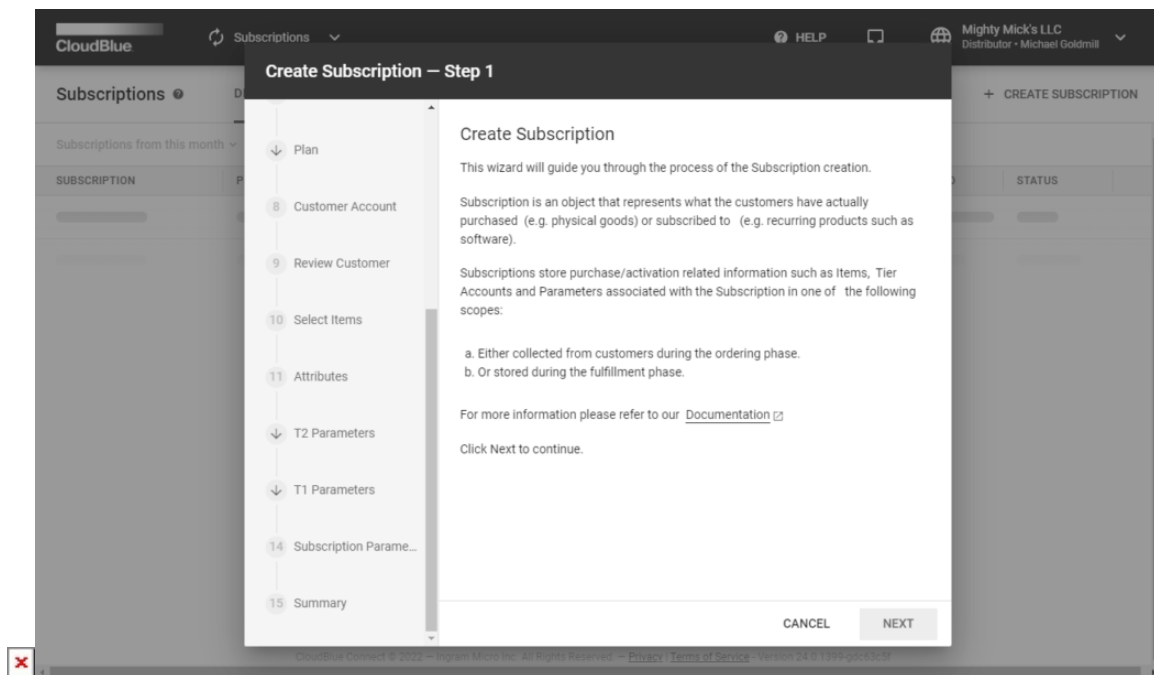 CloudBlue
Subscriptions
HELP
Mighty Mick's LLC
Distributor • Michael Goldmill
Create Subscription — Step 1
Subscriptions
D
+ CREATE SUBSCRIPTION
Subscriptions from this month
SUBSCRIPTION
P
STATUS
Plan
8 Customer Account
9 Review Customer
10 Select Items
11 Attributes
T2 Parameters
T1 Parameters
14 Subscription Parame...
15 Summary
Create Subscription
This wizard will guide you through the process of the Subscription creation.
Subscription is an object that represents what the customers have actually
purchased (e.g. physical goods) or subscribed to (e.g. recurring products such as
software).
Subscriptions store purchase/activation related information such as Items, Tier
Accounts and Parameters associated with the Subscription in one of the following
scopes:
a. Either collected from customers during the ordering phase.
b. Or stored during the fulfillment phase.
For more information please refer to our Documentation
Click Next to continue.
CANCEL
NEXT
CloudBlue Connect © 2022 — Ingram Micro Inc. All Rights Reserved. — Privacy | Terms of Service - Version 24.0.1399-gdc63c5f